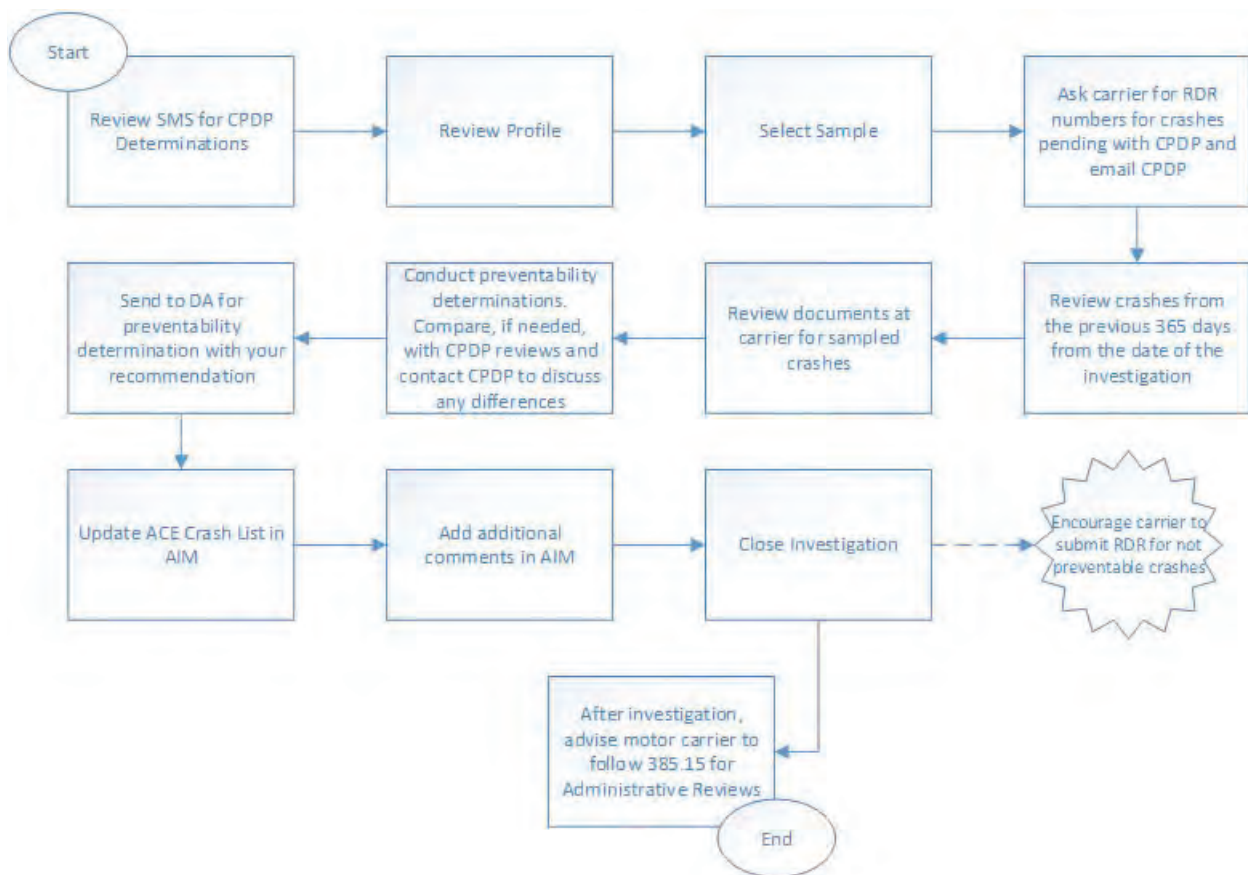 Start
Review SMS for CPDP
Determinations
Review Profile
Select Sample
Ask carrier for RDR
numbers for crashes
pending with CPDP and
email CPDP
Review crashes from
the previous 365 days
from the date of the
investigation
Review documents at
carrier for sampled
crashes
Conduct preventability
determinations.
Compare, if needed,
with CPDP reviews and
contact CPDP to discuss
any differences
Send to DA for
preventability
determination with your
recommendation
Update ACE Crash List in
AIM
Add additional
comments in AIM
Close Investigation
Encourage carrier to
submit RDR for not
preventable crashes
After investigation,
advise motor carrier to
follow 385.15 for
Administrative Reviews
End